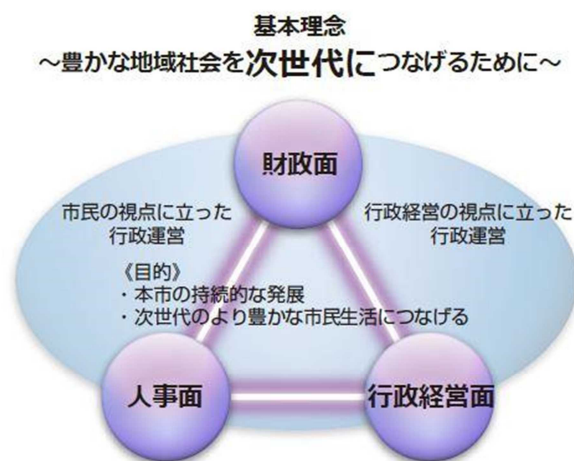 基本理念
～豊かな地域社会を次世代につなげるために～
財政面
市民の視点に立った
行政運営
行政経営の視点に立った
行政運営
《目的》
・本市の持続的な発展
・次世代のより豊かな市民生活につなげる
人事面
行政経営面